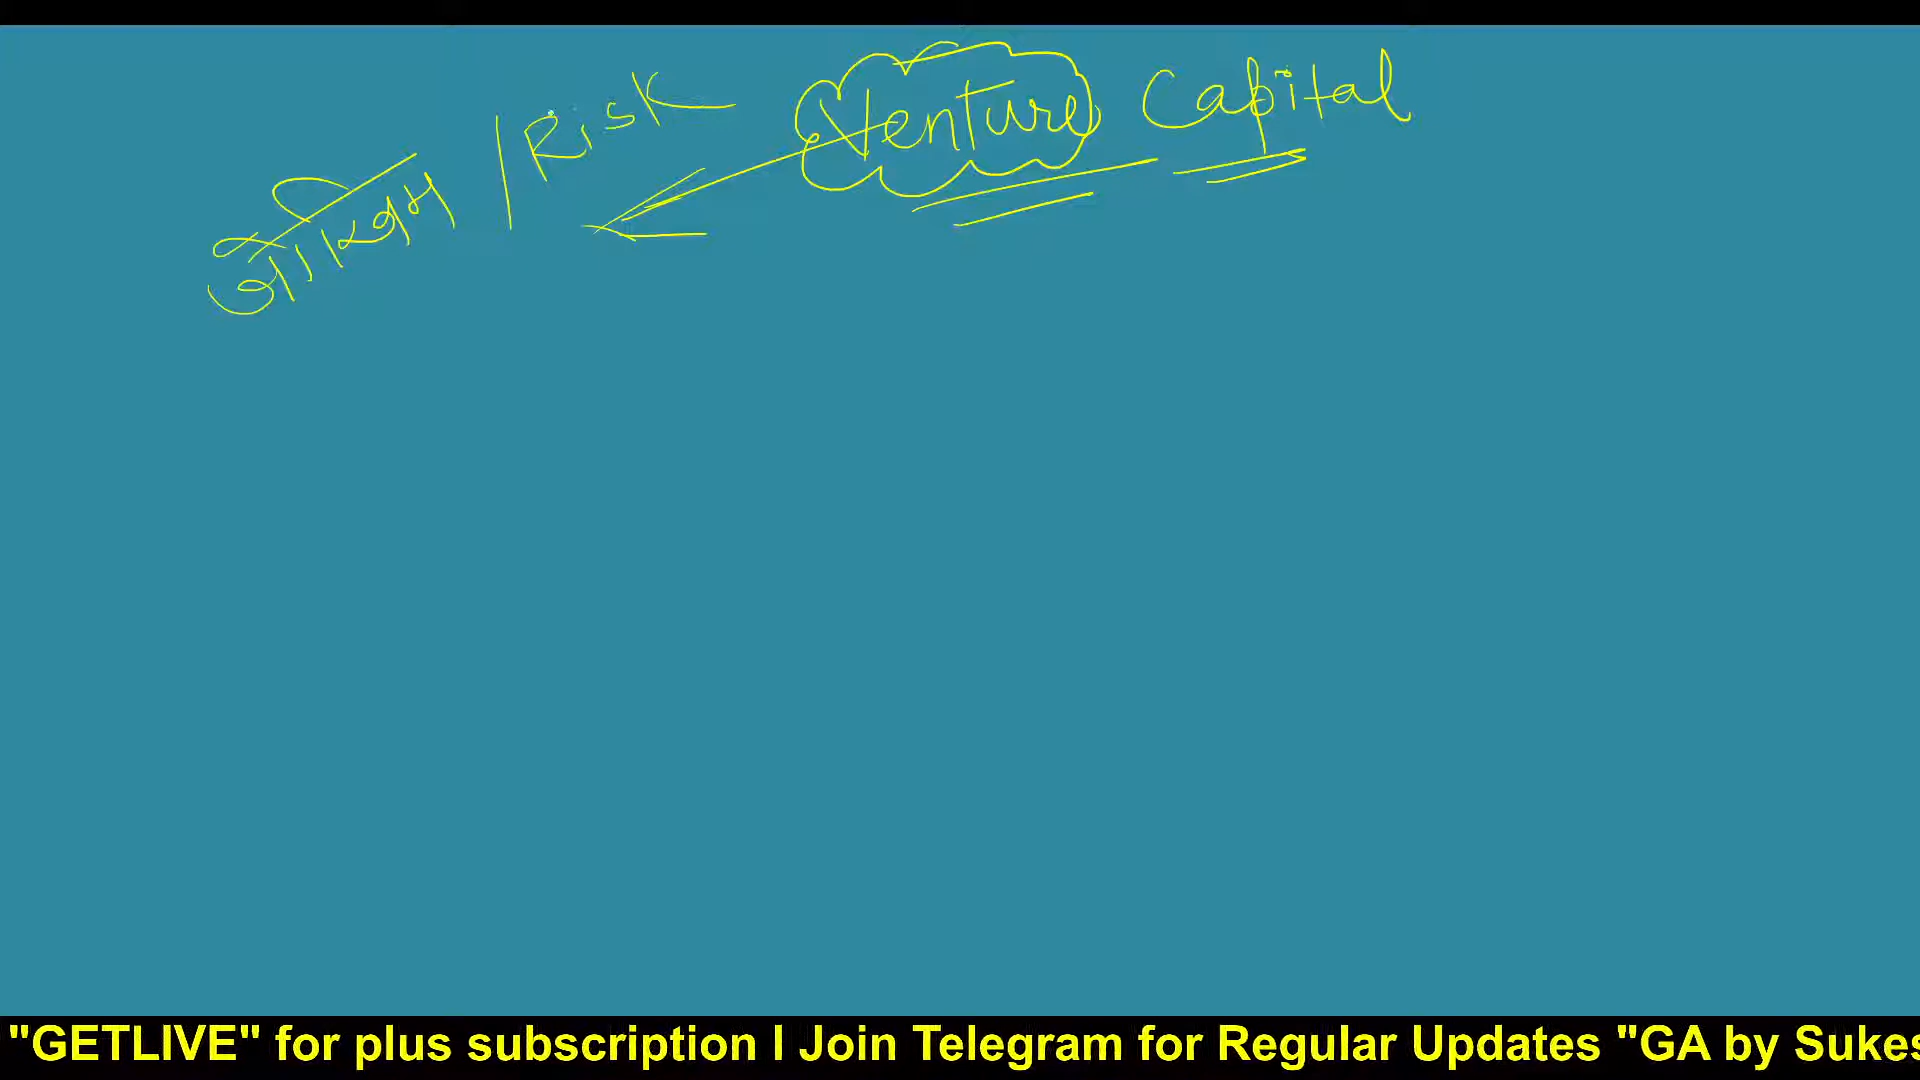 Venture Capital
जोखिम / Risk
"GETLIVE" for plus subscription I Join Telegram for Regular Updates "GA by Sukes